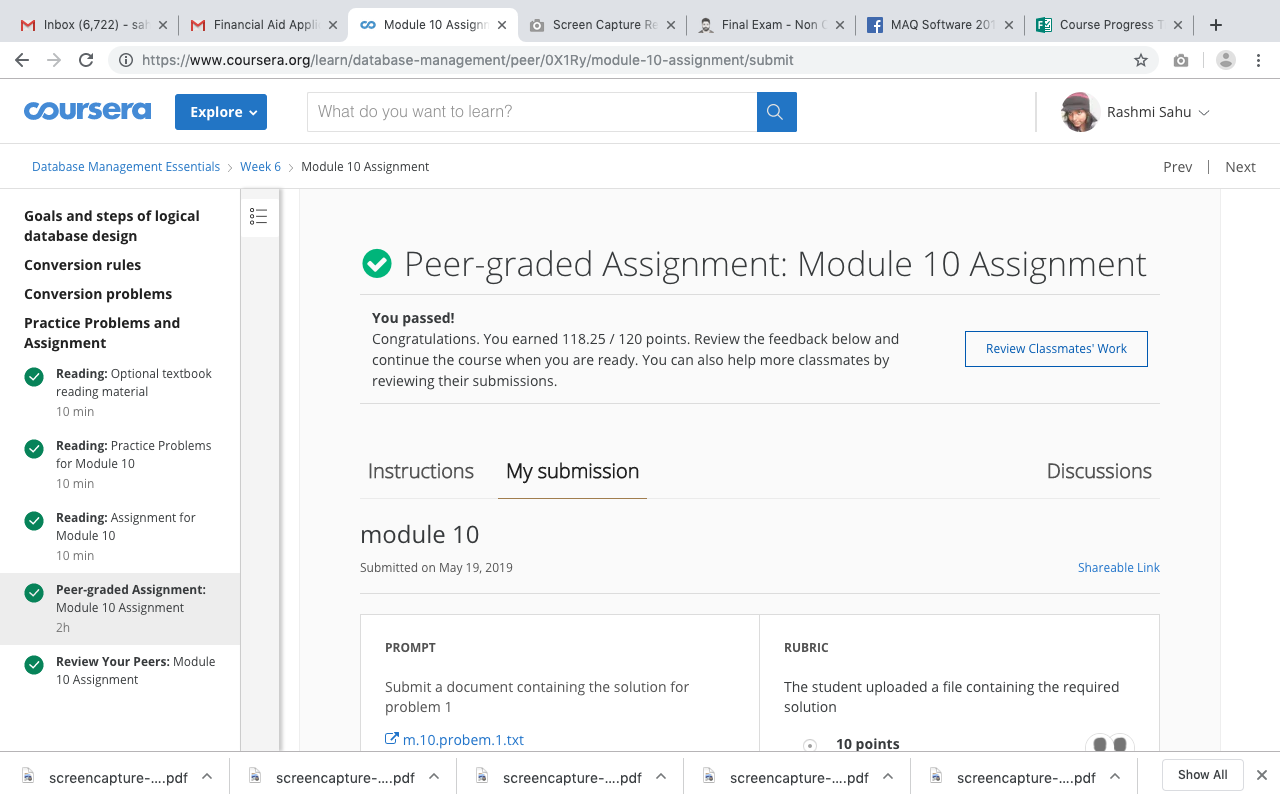 Inbox (6,722) – sah
Financial Aid Appli
Module 10 Assignn
Screen Capture Re
Final Exam - Non
MAQ Software 201
Course Progress T
https://www.coursera.org/learn/database-management/peer/0X1Ry/module-10-assignment/submit
coursera
Explore
What do you want to learn?
Rashmi Sahu
Database Management Essentials
Week 6
Module 10 Assignment
Prev
Next
Goals and steps of logical
database design
Conversion rules
Conversion problems
Practice Problems and
Assignment
Reading: Optional textbook
reading material
10 min
Reading: Practice Problems
for Module 10
10 min
Reading: Assignment for
Module 10
10 min
Peer-graded Assignment:
Module 10 Assignment
2h
Review Your Peers: Module
10 Assignment
Peer-graded Assignment: Module 10 Assignment
You passed!
Congratulations. You earned 118.25 / 120 points. Review the feedback below and
continue the course when you are ready. You can also help more classmates by
reviewing their submissions.
Review Classmates' Work
Instructions
My submission
Discussions
module 10
Submitted on May 19, 2019
Shareable Link
PROMPT
Submit a document containing the solution for
problem 1
m.10.probem.1.txt
RUBRIC
The student uploaded a file containing the required
solution
10 points
screencapture-....pdf
screencapture-....pdf
screencapture-....pdf
screencapture-....pdf
screencapture-....pdf
Show All